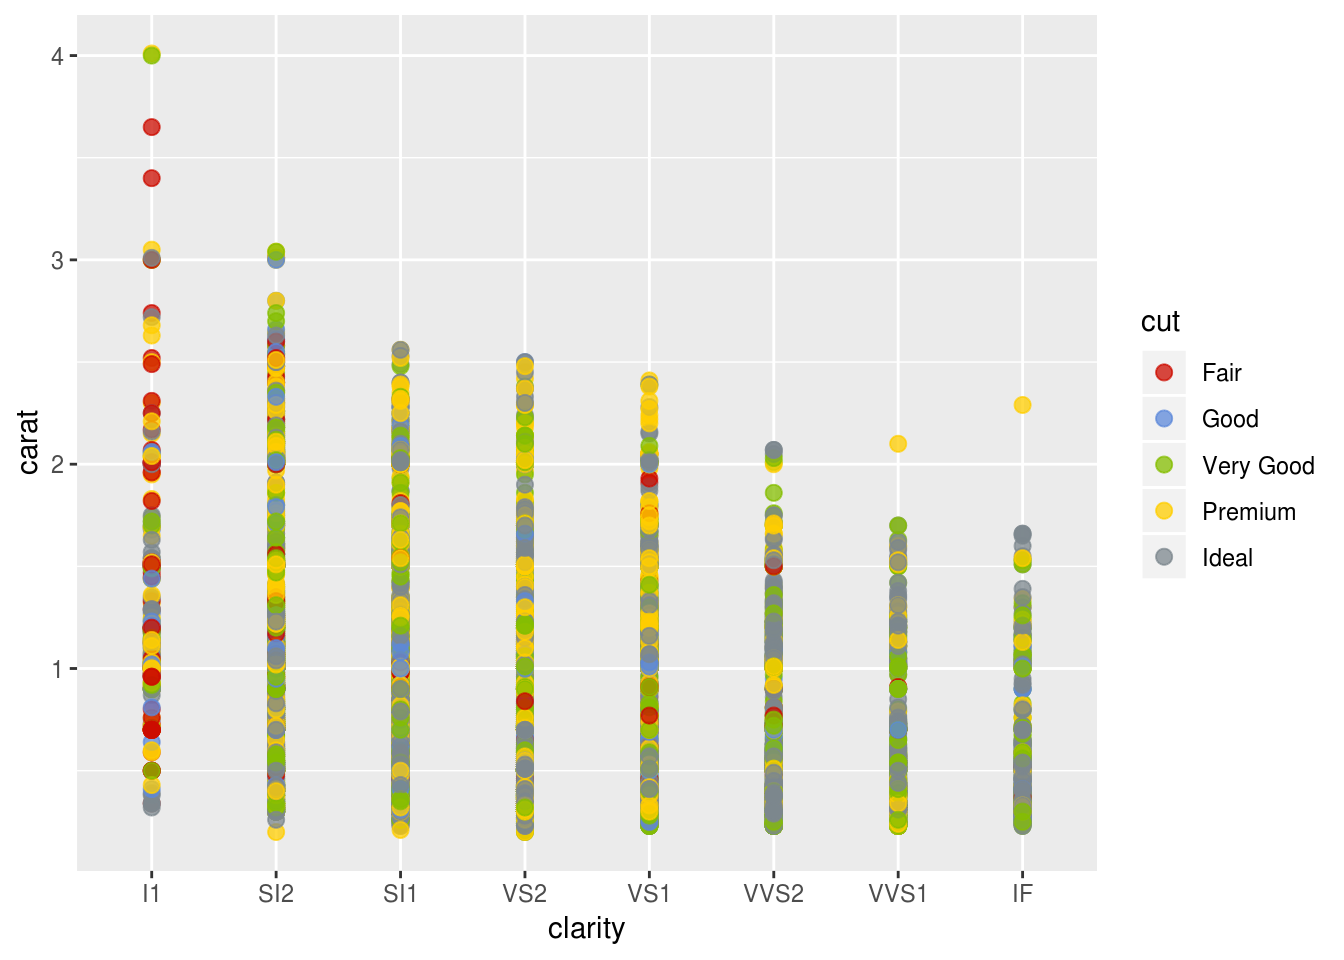 4
3
2
1
carat
I1 SI2 SI1 VS2 VS1 VVS2 VVS1 IF
clarity
cut
Fair
Good
Very Good
Premium
Ideal